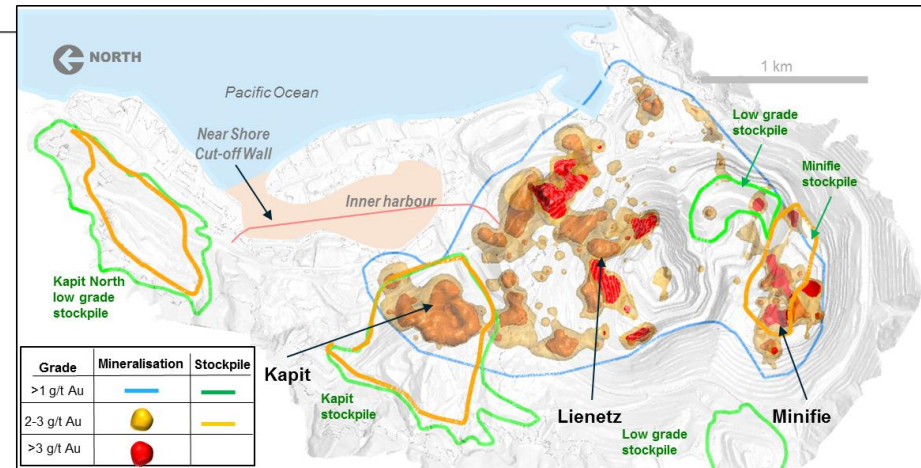 NORTH
1 km
Pacific Ocean
Near Shore
Cut-off Wall
Inner harbour
Low grade
stockpile
Minifie
stockpile
Kapit North
low grade
stockpile
Kapit
Kapit
stockpile
Lienetz
Minifie
Low grade
stockpile
Grade Mineralisation Stockpile
>1 g/t Au
2-3 g/t Au
>3 g/t Au